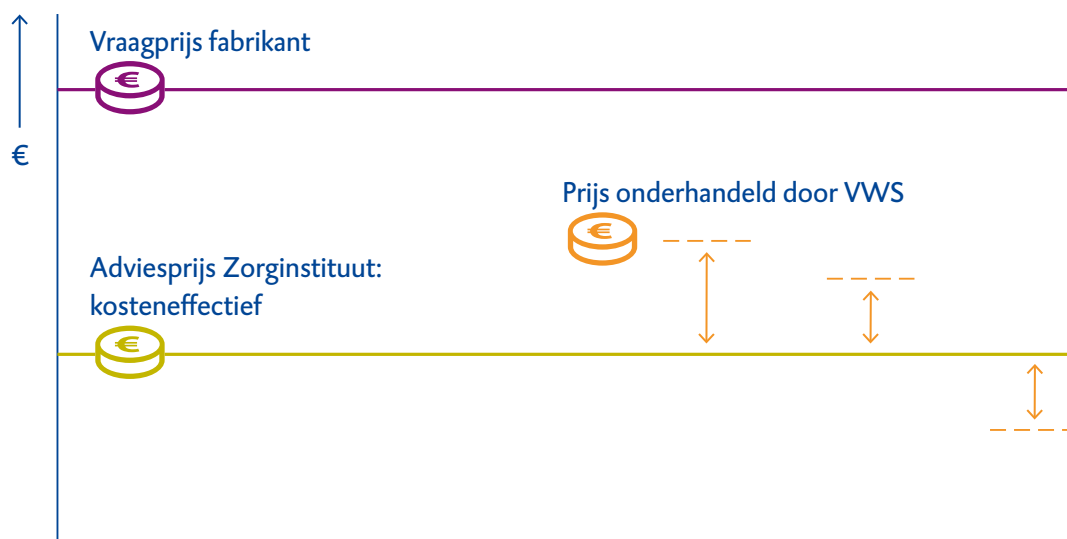 Vraagprijs fabrikant
€
€
Prijs onderhandeld door VWS
€
Adviesprijs Zorginstituut:
kosteneffectief
€